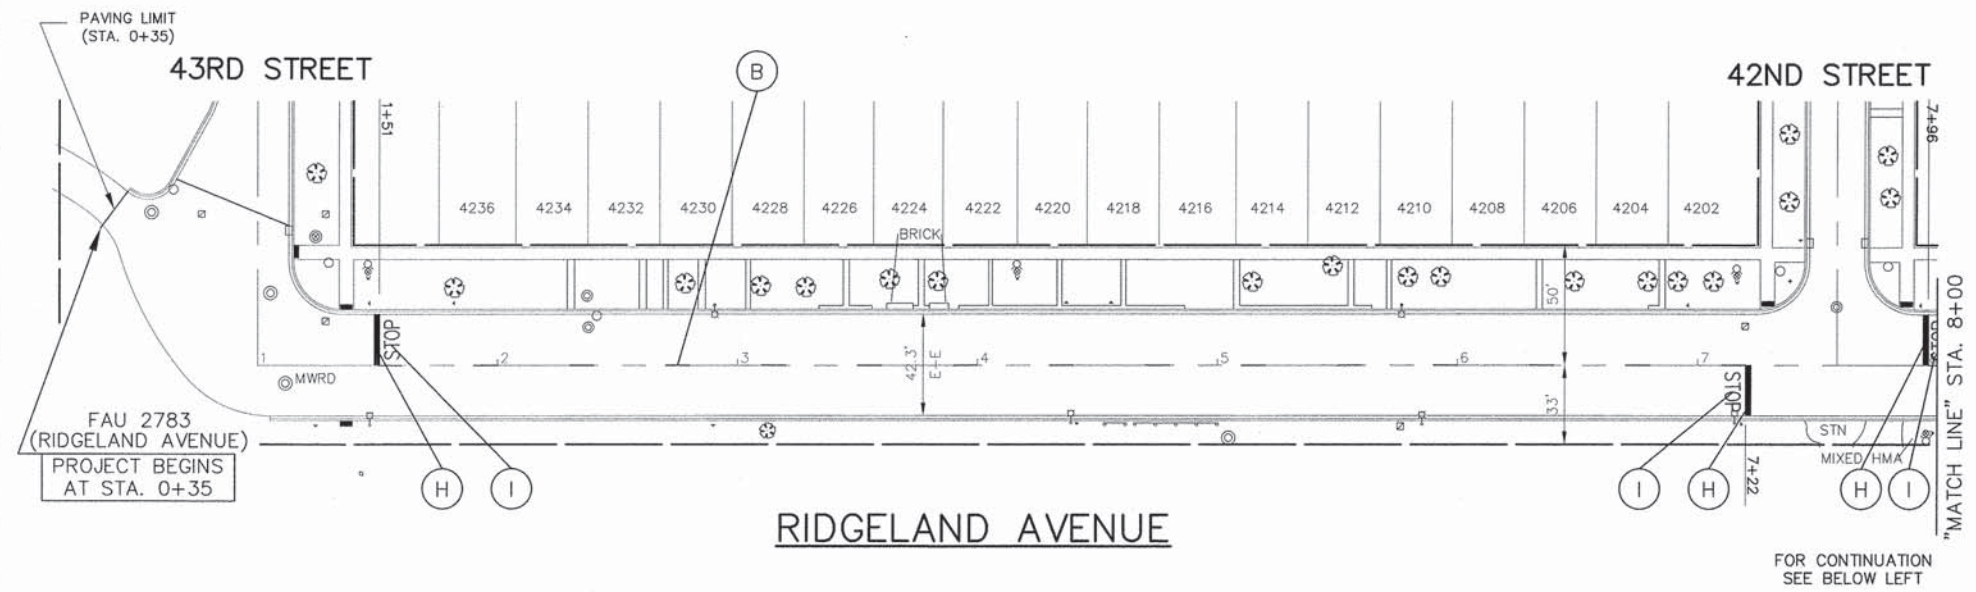 PAVING LIMIT
(STA. 0+35)
43RD STREET
B
42ND STREET
1+51
7+96
4236 4234 4232 4230 4228 4226 4224 4222 4220 4218 4216 4214 4212 4210 4208 4206 4204 4202
BRICK
50'
STOP
STOP
1 2 3 4 5 6 7
42.3'
E-E
MWRD
STOP
33'
FAU 2783
(RIDGELAND AVENUE)
PROJECT BEGINS
AT STA. 0+35
STN
MIXED HMA
7+22
H I I H H I
"MATCH LINE" STA. 8+00
RIDGELAND AVENUE
FOR CONTINUATION
SEE BELOW LEFT